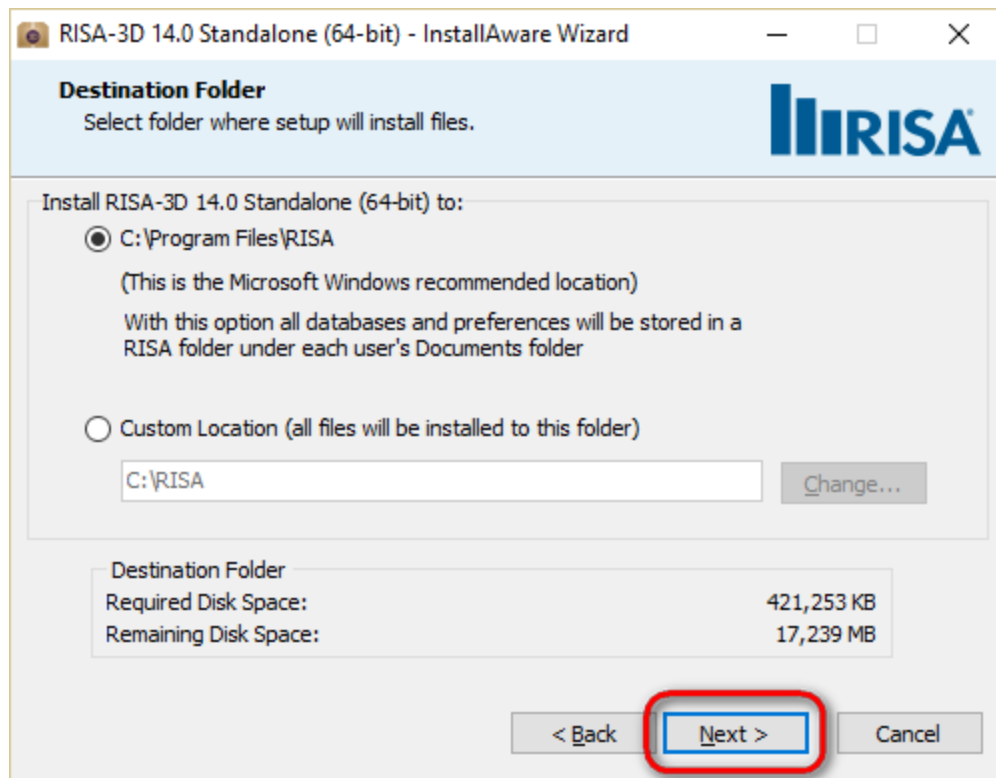 RISA-3D 14.0 Standalone (64-bit) - InstallAware Wizard
Destination Folder
Select folder where setup will install files.
RISA
Install RISA-3D 14.0 Standalone (64-bit) to:
C:\Program Files\RISA
(This is the Microsoft Windows recommended location)
With this option all databases and preferences will be stored in a
RISA folder under each user's Documents folder
Custom Location (all files will be installed to this folder)
C:\RISA
Change...
Destination Folder
Required Disk Space: 421,253 KB
Remaining Disk Space: 17,239 MB
< Back Next > Cancel